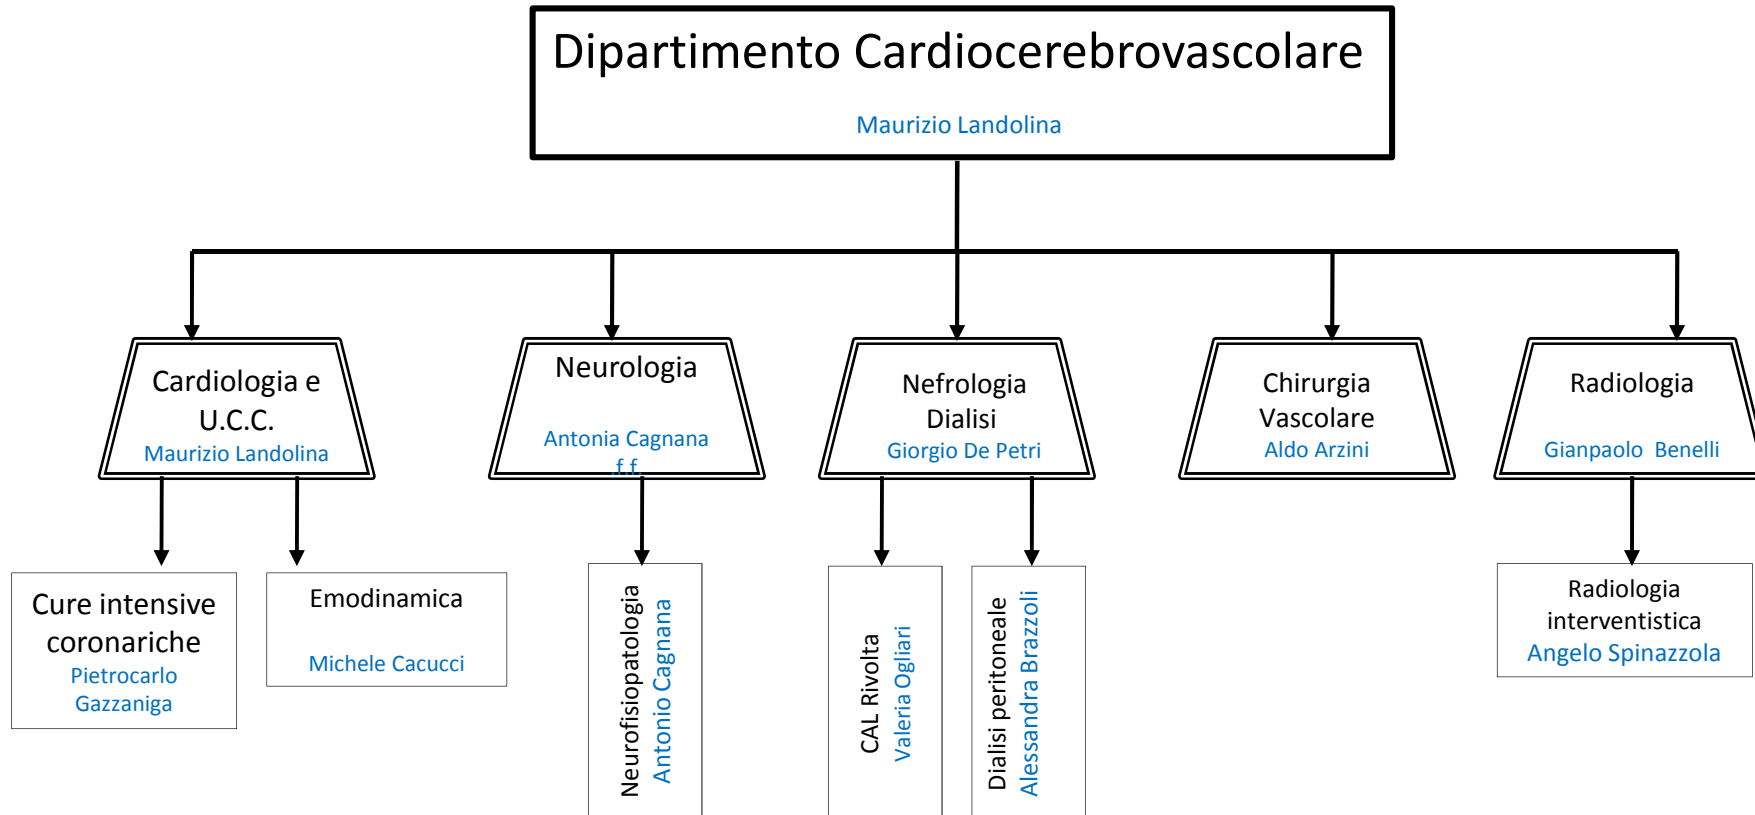 Dipartimento Cardiocerebrovascolare
Maurizio Landolina
Cardiologia e
U.C.C.
Maurizio Landolina
Neurologia
Antonia Cagnana
f.f.
Nefrologia
Dialisi
Giorgio De Petri
Chirurgia
Vascolare
Aldo Arzini
Radiologia
Gianpaolo Benelli
Cure intensive
coronariche
Pietrocarlo
Gazzaniga
Emodinamica
Michele Cacucci
Neurofisiopatologia
Antonio Cagnana
CAL Rivolta
Valeria Ogliari
Dialisi peritoneale
Alessandra Brazzoli
Radiologia
interventistica
Angelo Spinazzola